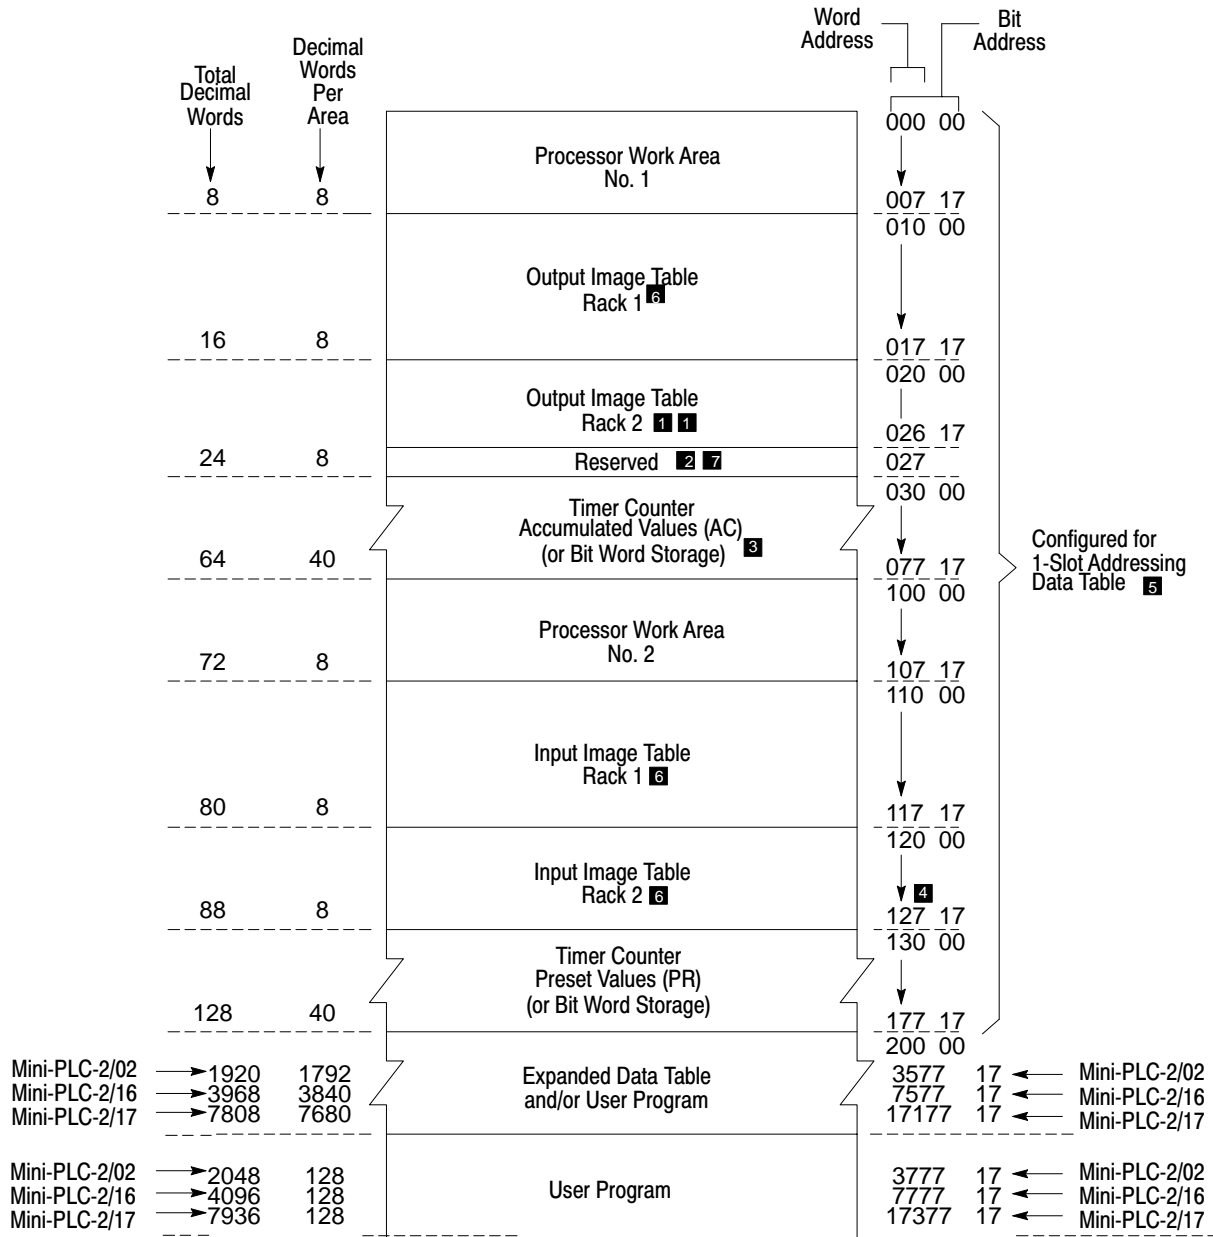 Word
Address
Bit
Address
Total
Decimal
Words
Decimal
Words
Per
Area
000 00
Processor Work Area
No. 1
8 8 007 17
010 00
Output Image Table
Rack 1 6
16 8 017 17
020 00
Output Image Table
Rack 2 1 1
026 17
24 8 Reserved 2 7 027
030 00
Timer Counter
Accumulated Values (AC)
(or Bit Word Storage) 3
64 40 077 17
100 00
Configured for
1-Slot Addressing
Data Table 5
Processor Work Area
No. 2
72 8 107 17
110 00
Input Image Table
Rack 1 6
80 8 117 17
120 00
Input Image Table
Rack 2 6
4
88 8 127 17
130 00
Timer Counter
Preset Values (PR)
(or Bit Word Storage)
128 40 177 17
200 00
Mini-PLC-2/02 1920 1792 3577 17 Mini-PLC-2/02
Mini-PLC-2/16 3968 3840 7577 17 Mini-PLC-2/16
Mini-PLC-2/17 7808 7680 17177 17 Mini-PLC-2/17
Expanded Data Table
and/or User Program
Mini-PLC-2/02 2048 128 3777 17 Mini-PLC-2/02
Mini-PLC-2/16 4096 128 7777 17 Mini-PLC-2/16
Mini-PLC-2/17 7936 128 17377 17 Mini-PLC-2/17
User Program